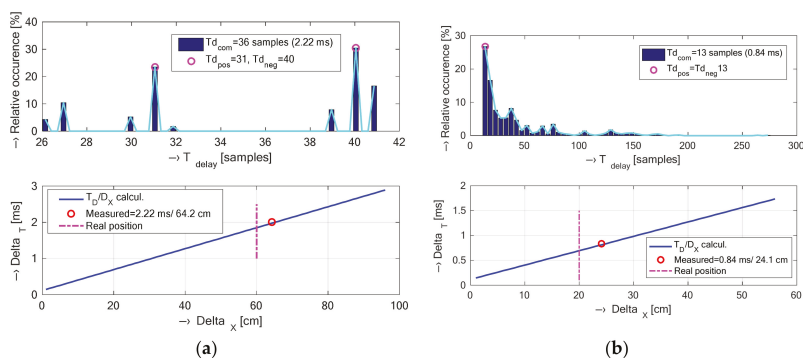 40
30
20
10
0
–> Relative occurence [%]
Td_com=36 samples (2.22 ms)
Td_pos=31, Td_neg=40
26 28 30 32 34 36 38 40 42
–> T_delay [samples]
3
2
1
0
–> Delta_T [ms]
T_D/D_X calcul.
Measured=2.22 ms/ 64.2 cm
Real position
0 20 40 60 80 100
–> Delta_X [cm]
(a)
30
20
10
0
–> Relative occurence [%]
Td_com=13 samples (0.84 ms)
Td_pos=Td_neg13
0 50 100 150 200 250 300
–> T_delay [samples]
2
1.5
1
0.5
0
–> Delta_T [ms]
T_D/D_X calcul.
Measured=0.84 ms/ 24.1 cm
Real position
0 10 20 30 40 50 60
–> Delta_X [cm]
(b)